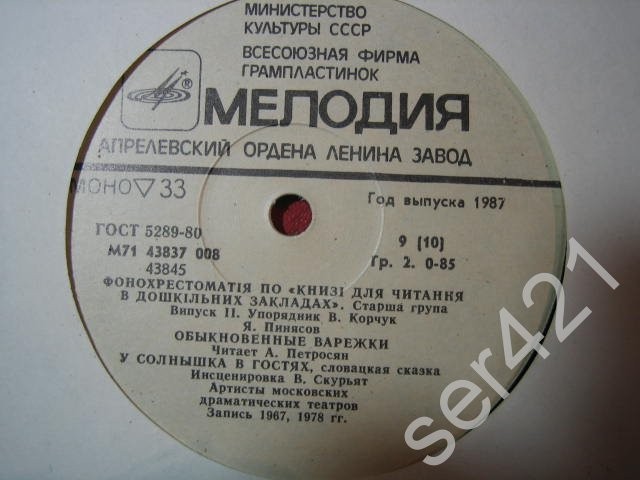 МИНИСТЕРСТВО
КУЛЬТУРЫ СССР
ВСЕСОЮЗНАЯ ФИРМА
ГРАМПЛАСТИНОК
МЕЛОДИЯ
АПРЕЛЕВСКИЙ ОРДЕНА ЛЕНИНА ЗАВОД
МОНО ▽ 33
Год выпуска 1987
ГОСТ 5289-80
9 (10)
М71 43837 008
Гр. 2. 0-85
43845
ФОНОХРЕСТОМАТІЯ ПО «КНИЗІ ДЛЯ ЧИТАННЯ
В ДОШКІЛЬНИХ ЗАКЛАДАХ». Старша група
Випуск II. Упорядник В. Корчук
Я. Пинясов
ОБЫКНОВЕННЫЕ ВАРЕЖКИ
Читает А. Петросян
У СОЛНЫШКА В ГОСТЯХ, словацкая сказка
Инсценировка В. Скурьят
Артисты московских
драматических театров
Запись 1967, 1978 гг.
ser421